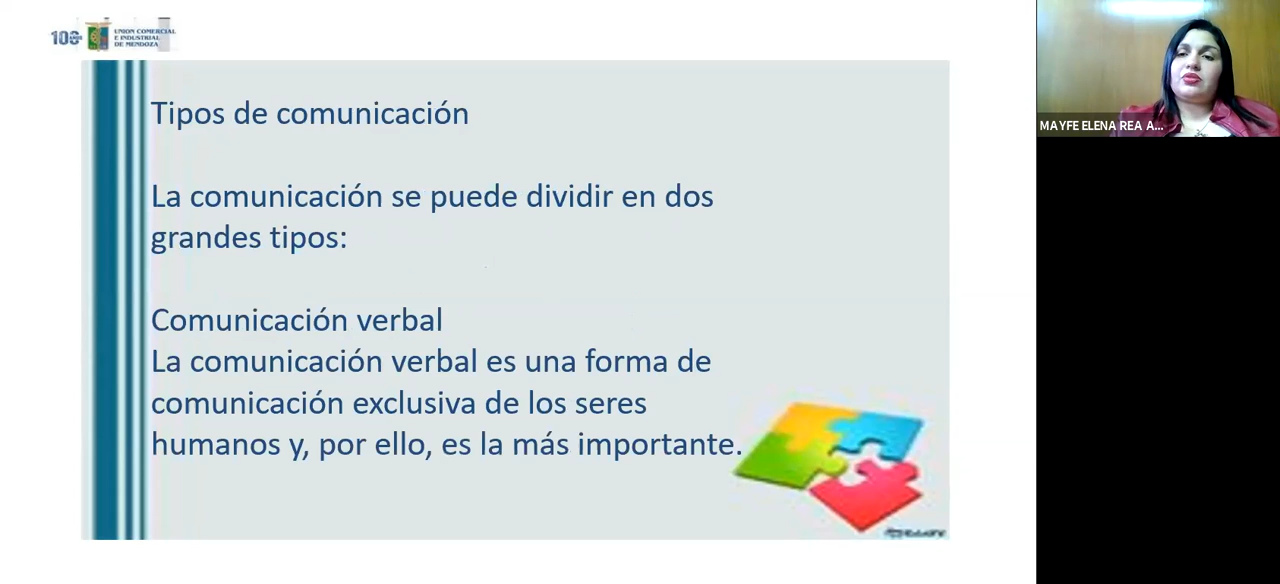 UNION COMERCIAL
E INDUSTRIAL
DE MENDOZA
Tipos de comunicación
La comunicación se puede dividir en dos
grandes tipos:
Comunicación verbal
La comunicación verbal es una forma de
comunicación exclusiva de los seres
humanos y, por ello, es la más importante.
MAYFE ELENA REA A...